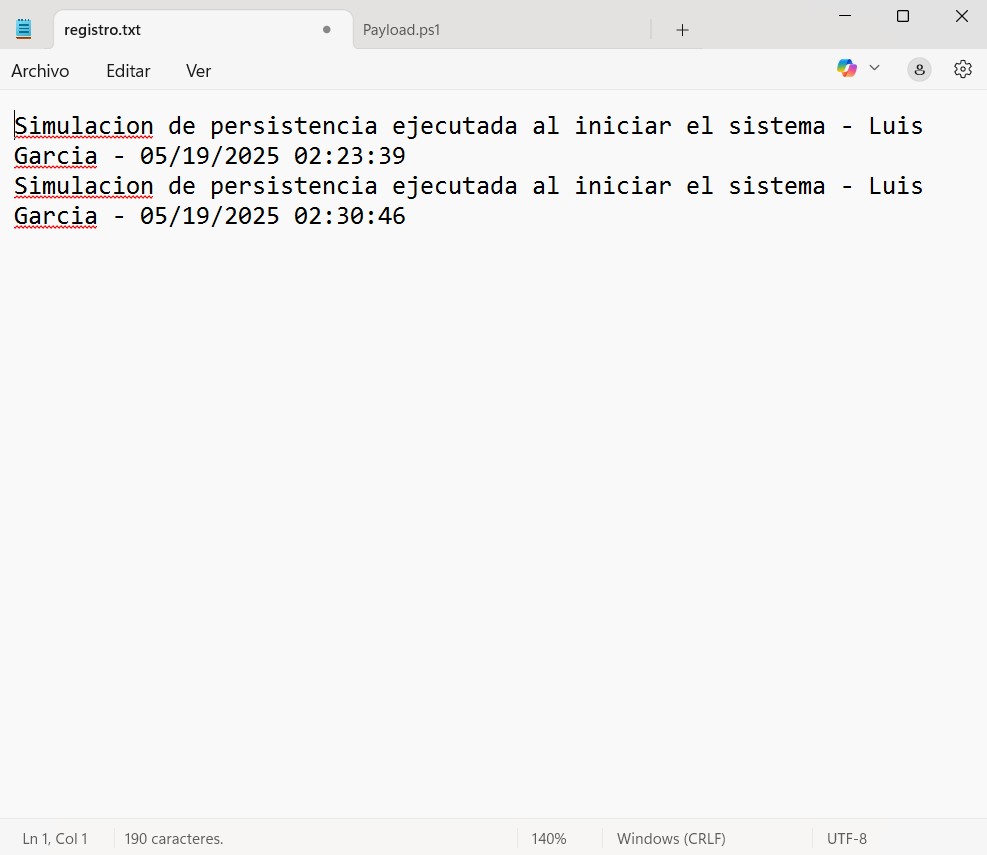 registro.txt
Payload.ps1
Archivo Editar Ver
Simulacion de persistencia ejecutada al iniciar el sistema - Luis
Garcia - 05/19/2025 02:23:39
Simulacion de persistencia ejecutada al iniciar el sistema - Luis
Garcia - 05/19/2025 02:30:46
Ln 1, Col 1 190 caracteres. 140% Windows (CRLF) UTF-8